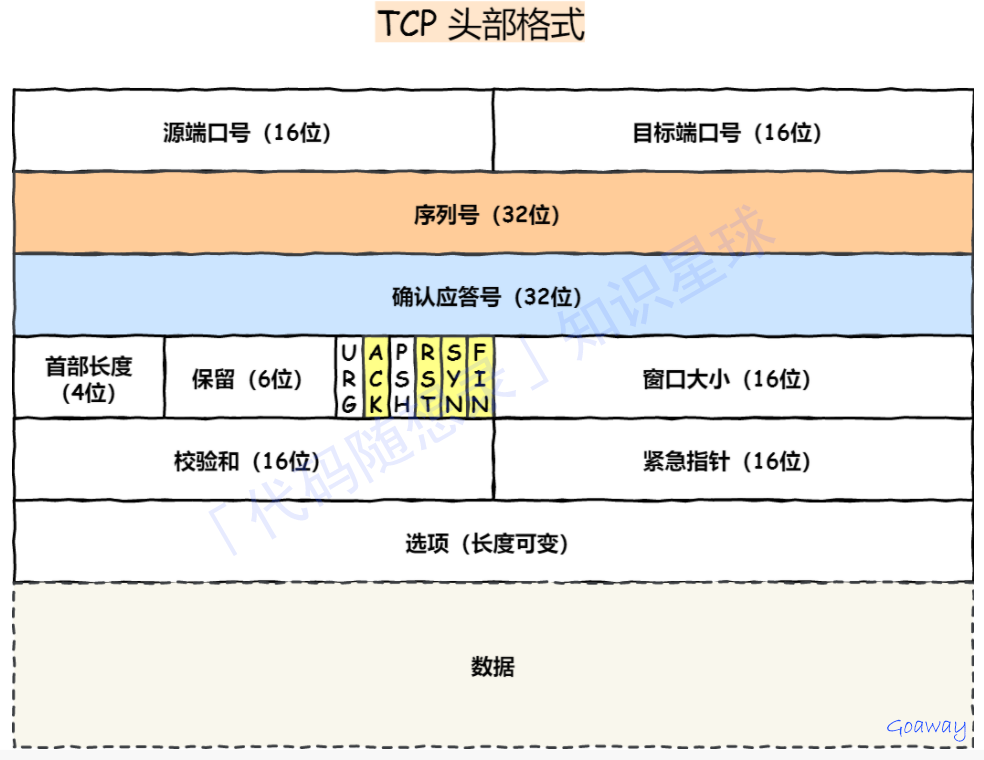 TCP 头部格式
源端口号（16位）
目标端口号（16位）
序列号（32位）
确认应答号（32位）
首部长度
（4位）
保留（6位）
URG
ACK
PSH
RST
SYN
FIN
窗口大小（16位）
校验和（16位）
紧急指针（16位）
选项（长度可变）
数据
「代码随想录」知识星球
Goaway